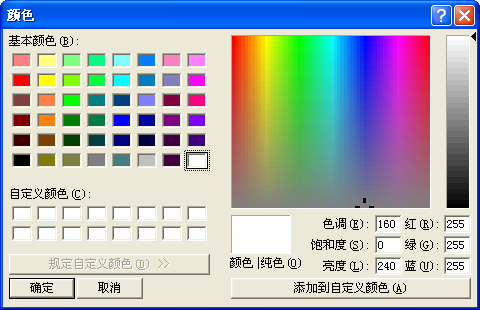 颜色
基本颜色(B):
自定义颜色(C):
规定自定义颜色(D) >>
确定 取消
颜色|纯色(O)
色调(E): 160 红(R): 255
饱和度(S): 0 绿(G): 255
亮度(L): 240 蓝(U): 255
添加到自定义颜色(A)